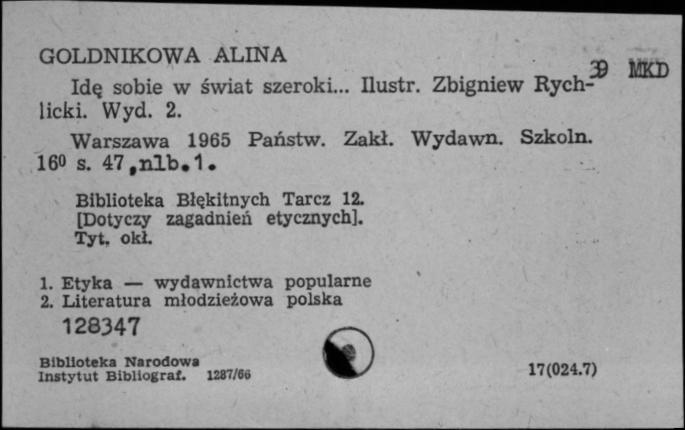 GOLDNIKOWA ALINA
39 MKD
Idę sobie w świat szeroki... Ilustr. Zbigniew Rych-
licki. Wyd. 2.
Warszawa 1965 Państw. Zakł. Wydawn. Szkoln.
16⁰ s. 47,nlb.1.
Biblioteka Błękitnych Tarcz 12.
[Dotyczy zagadnień etycznych].
Tyt. okł.
1. Etyka — wydawnictwa popularne
2. Literatura młodzieżowa polska
128347
Biblioteka Narodowa
Instytut Bibliograf. 1287/66
17(024.7)